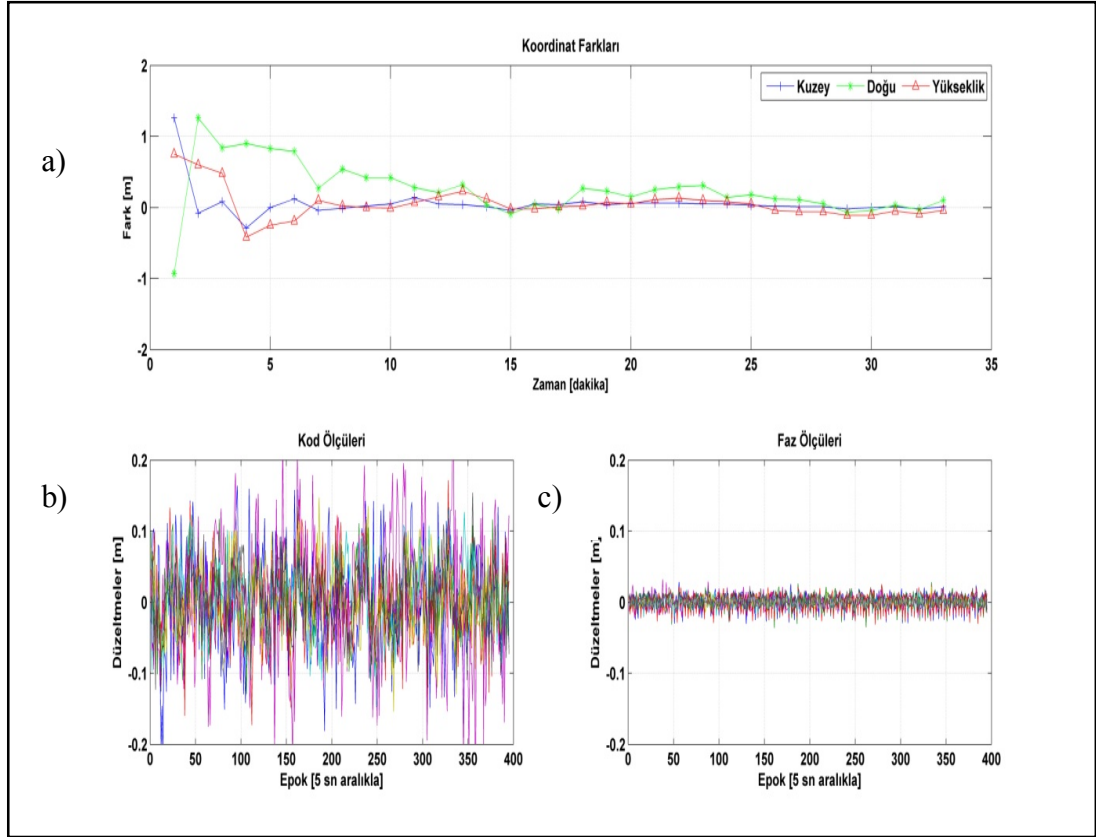 Koordinat Farkları
a)
Fark [m]
2
1
0
-1
-2
Kuzey Doğu Yükseklik
0 5 10 15 20 25 30 35
Zaman [dakika]
b)
Kod Ölçüleri
Düzeltmeler [m]
0.2
0.1
0
-0.1
-0.2
0 50 100 150 200 250 300 350 400
Epok [5 sn aralıkla]
c)
Faz Ölçüleri
Düzeltmeler [m]
0.2
0.1
0
-0.1
-0.2
0 50 100 150 200 250 300 350 400
Epok [5 sn aralıkla]